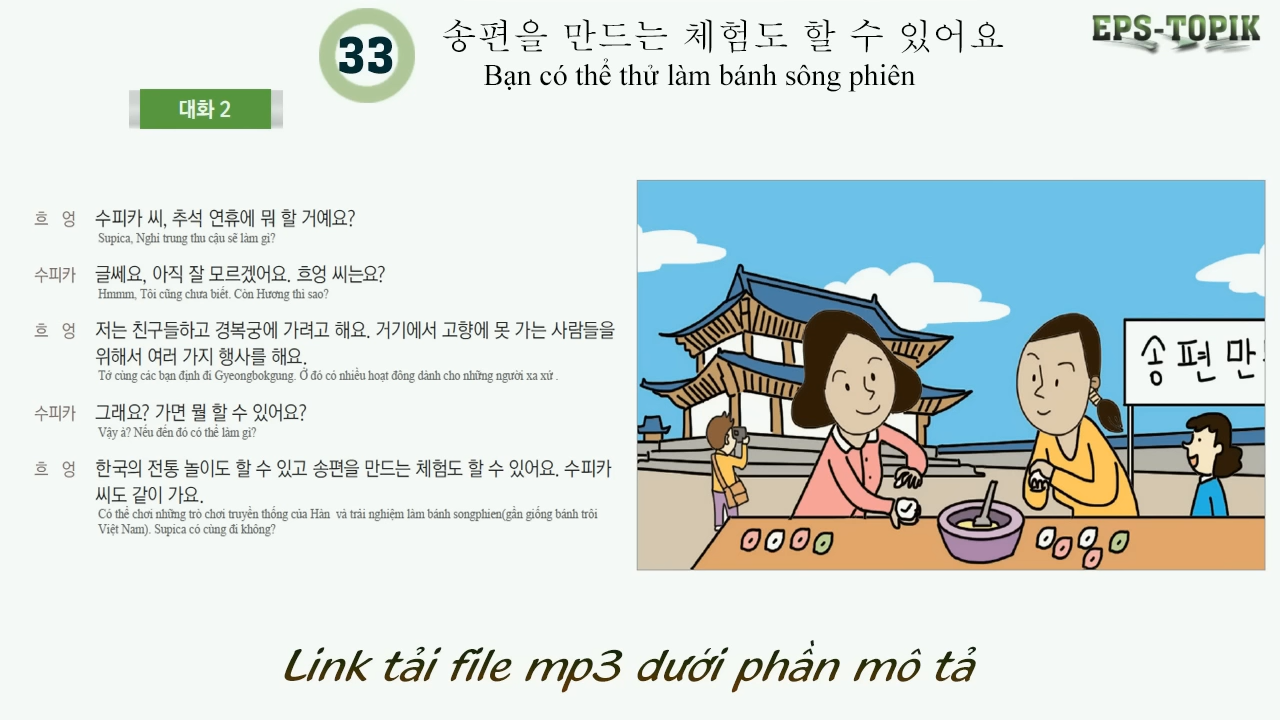 33
송편을 만드는 체험도 할 수 있어요
EPS-TOPIK
Bạn có thể thử làm bánh sông phiên
대화 2
흐 엉 수피카 씨, 추석 연휴에 뭐 할 거예요?
Supica, Nghỉ trung thu cậu sẽ làm gì?
수피카 글쎄요, 아직 잘 모르겠어요. 흐엉 씨는요?
Hmmm, Tôi cũng chưa biết. Còn Hương thì sao?
흐 엉 저는 친구들하고 경복궁에 가려고 해요. 거기에서 고향에 못 가는 사람들을
위해서 여러 가지 행사를 해요.
Tớ cùng các bạn định đi Gyeongbokgung. Ở đó có nhiều hoạt đông dành cho những người xa xứ .
수피카 그래요? 가면 뭘 할 수 있어요?
Vậy à? Nếu đến đó có thể làm gì?
흐 엉 한국의 전통 놀이도 할 수 있고 송편을 만드는 체험도 할 수 있어요. 수피카
씨도 같이 가요.
Có thể chơi những trò chơi truyền thống của Hàn và trải nghiệm làm bánh songphien(gần giống bánh trôi
Việt Nam). Supica có cùng đi không?
송편만
Link tải file mp3 dưới phần mô tả